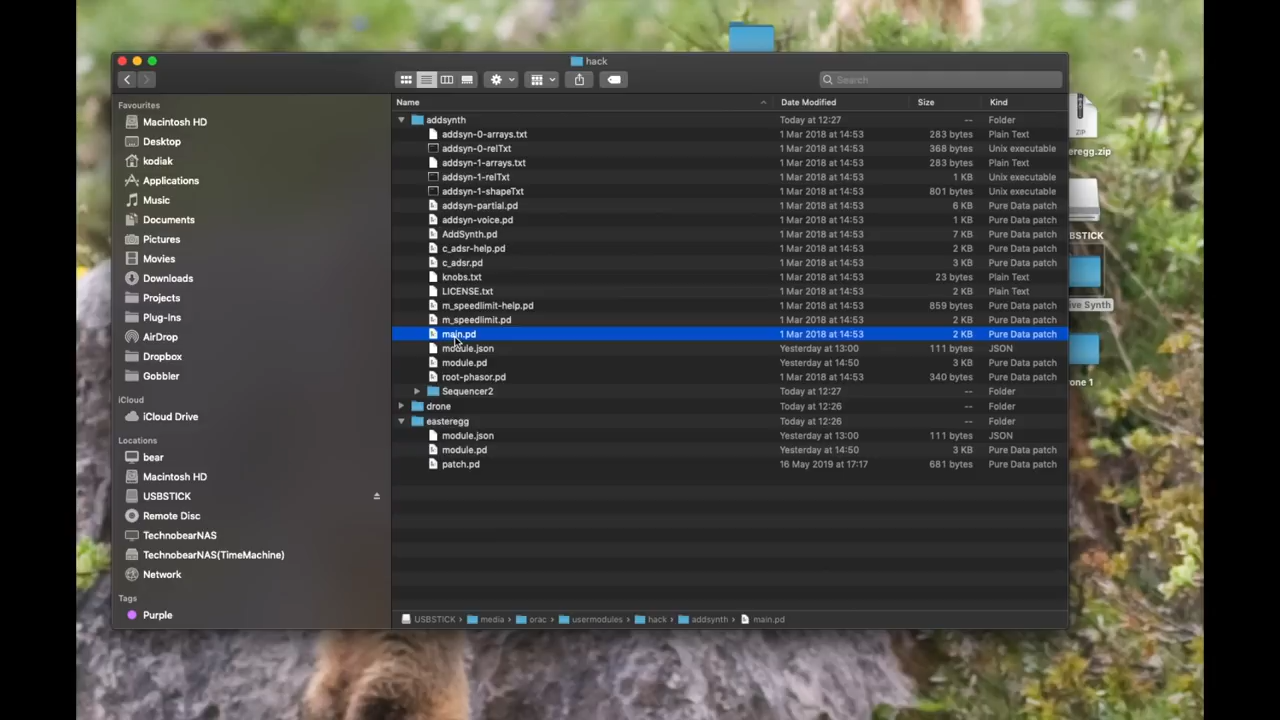 hack
Search
Favourites
Macintosh HD
Desktop
kodiak
Applications
Music
Documents
Pictures
Movies
Downloads
Projects
Plug-Ins
AirDrop
Dropbox
Gobbler
iCloud
iCloud Drive
Locations
bear
Macintosh HD
USBSTICK
Remote Disc
TechnobearNAS
TechnobearNAS(TimeMachine)
Network
Tags
Purple
Name Date Modified Size Kind
addsynth Today at 12:27 -- Folder
addsyn-0-arrays.txt 1 Mar 2018 at 14:53 283 bytes Plain Text
addsyn-0-relTxt 1 Mar 2018 at 14:53 368 bytes Unix executable
addsyn-1-arrays.txt 1 Mar 2018 at 14:53 283 bytes Plain Text
addsyn-1-relTxt 1 Mar 2018 at 14:53 1 KB Unix executable
addsyn-1-shapeTxt 1 Mar 2018 at 14:53 801 bytes Unix executable
addsyn-partial.pd 1 Mar 2018 at 14:53 6 KB Pure Data patch
addsyn-voice.pd 1 Mar 2018 at 14:53 1 KB Pure Data patch
AddSynth.pd 1 Mar 2018 at 14:53 7 KB Pure Data patch
c_adsr-help.pd 1 Mar 2018 at 14:53 2 KB Pure Data patch
c_adsr.pd 1 Mar 2018 at 14:53 3 KB Pure Data patch
knobs.txt 1 Mar 2018 at 14:53 23 bytes Plain Text
LICENSE.txt 1 Mar 2018 at 14:53 2 KB Plain Text
m_speedlimit-help.pd 1 Mar 2018 at 14:53 859 bytes Pure Data patch
m_speedlimit.pd 1 Mar 2018 at 14:53 2 KB Pure Data patch
main.pd 1 Mar 2018 at 14:53 2 KB Pure Data patch
module.json Yesterday at 13:00 111 bytes JSON
module.pd Yesterday at 14:50 3 KB Pure Data patch
root-phasor.pd 1 Mar 2018 at 14:53 340 bytes Pure Data patch
Sequencer2 Today at 12:27 -- Folder
drone Today at 12:26 -- Folder
easteregg Today at 12:26 -- Folder
module.json Yesterday at 13:00 111 bytes JSON
module.pd Yesterday at 14:50 3 KB Pure Data patch
patch.pd 16 May 2019 at 17:17 681 bytes Pure Data patch
USBSTICK › media › orac › usermodules › hack › addsynth › main.pd
ZIP
eregg.zip
BSTICK
ive Synth
rone 1